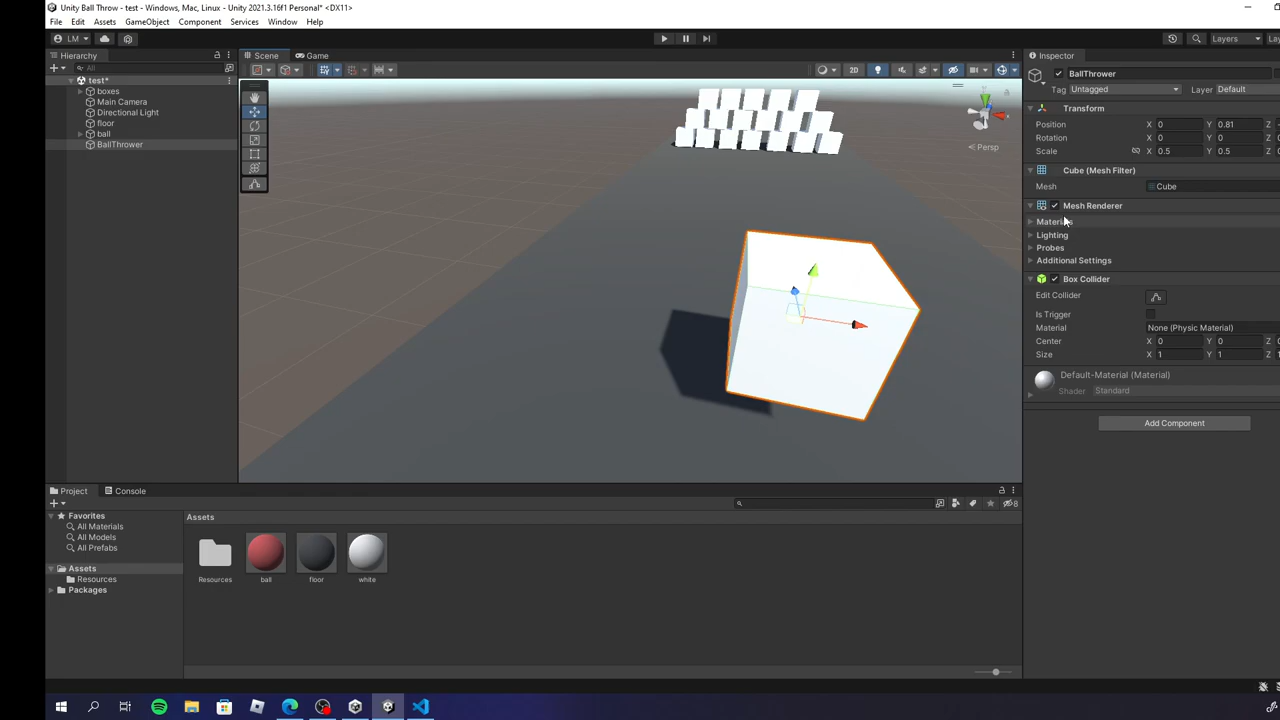 Unity Ball Throw - test - Windows, Mac, Linux - Unity 2021.3.16f1 Personal* <DX11>
File Edit Assets GameObject Component Services Window Help
LM Layers
Hierarchy Scene Game Inspector
All 2D BallThrower
test* Tag Untagged Layer Default
boxes
Main Camera Transform
Directional Light Position X 0 Y 0.81 Z
floor Rotation X 0 Y 0 Z
ball Scale X 0.5 Y 0.5 Z
BallThrower Persp
Cube (Mesh Filter)
Mesh Cube
Mesh Renderer
Materials
Lighting
Probes
Additional Settings
Box Collider
Edit Collider
Is Trigger
Material None (Physic Material)
Center X 0 Y 0 Z
Size X 1 Y 1 Z
Default-Material (Material)
Shader Standard
Add Component
Project Console
8
Favorites Assets
All Materials
All Models
All Prefabs
Assets
Resources
Packages
Resources ball floor white